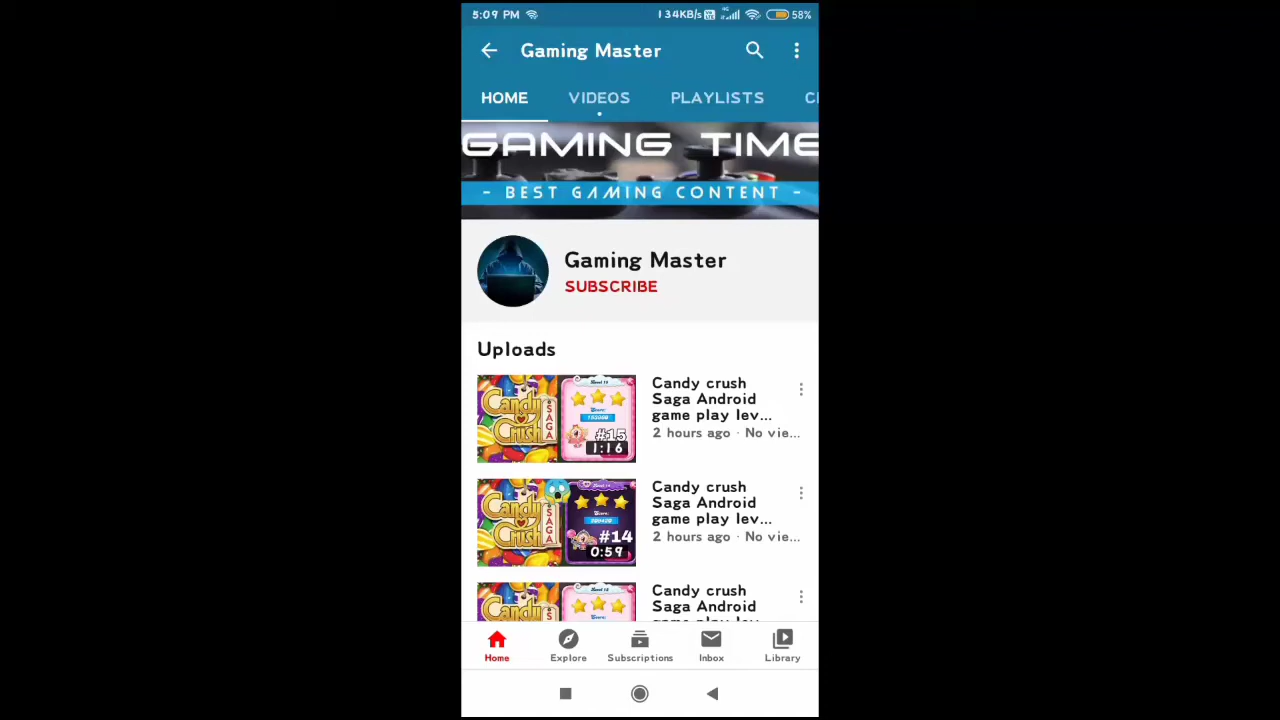 5:09 PM 134KB/s 4G 58%
Gaming Master
HOME VIDEOS PLAYLISTS
GAMING TIME
- BEST GAMING CONTENT -
Gaming Master
SUBSCRIBE
Uploads
Candy crush
Saga Android
game play lev...
2 hours ago · No vie...
Candy Crush SAGA
#15
1:16
Candy crush
Saga Android
game play lev...
2 hours ago · No vie...
Candy Crush SAGA
Score:
#14
0:59
Candy crush
Saga Android
Candy
Home Explore Subscriptions Inbox Library